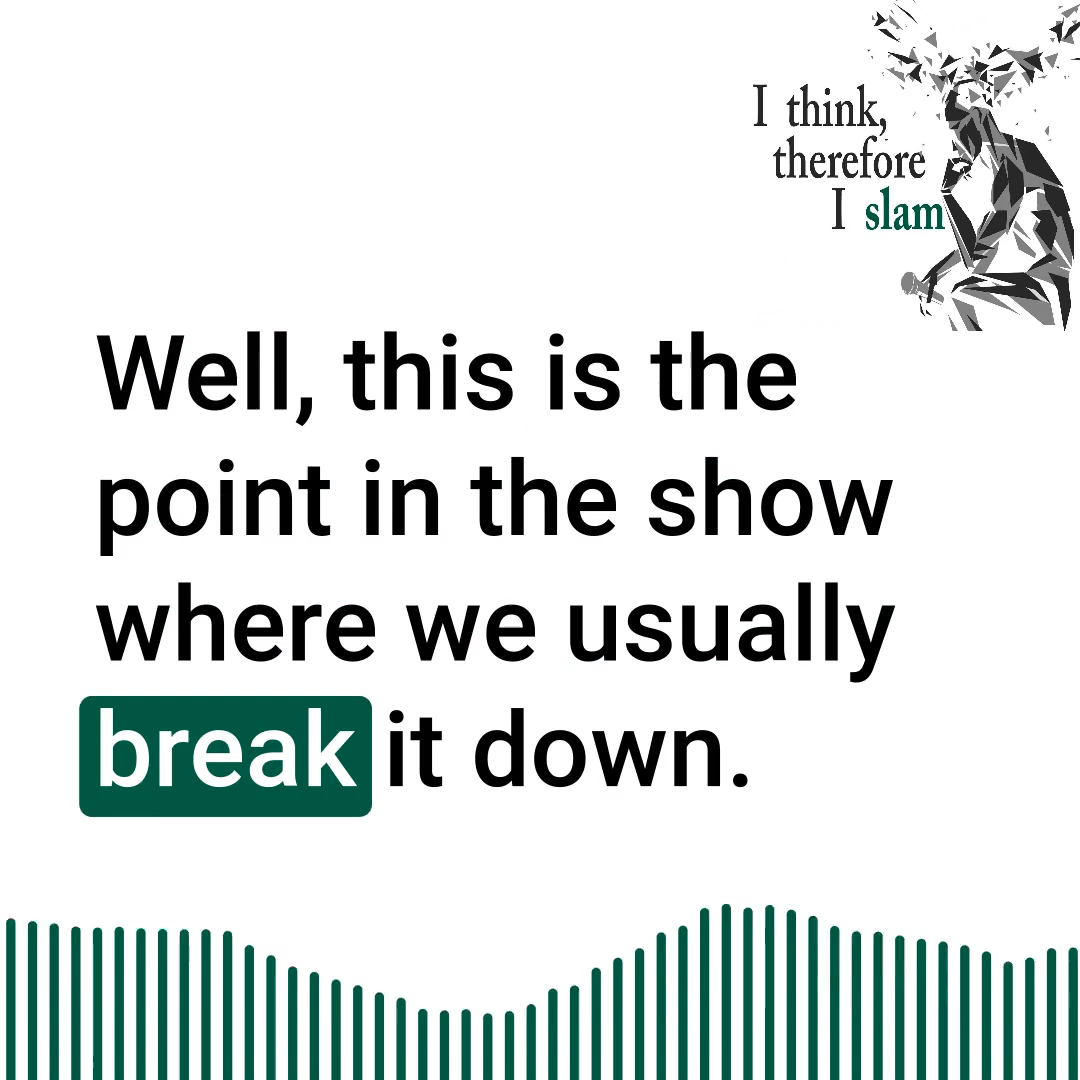 I think,
therefore
I slam
Well, this is the
point in the show
where we usually
break it down.